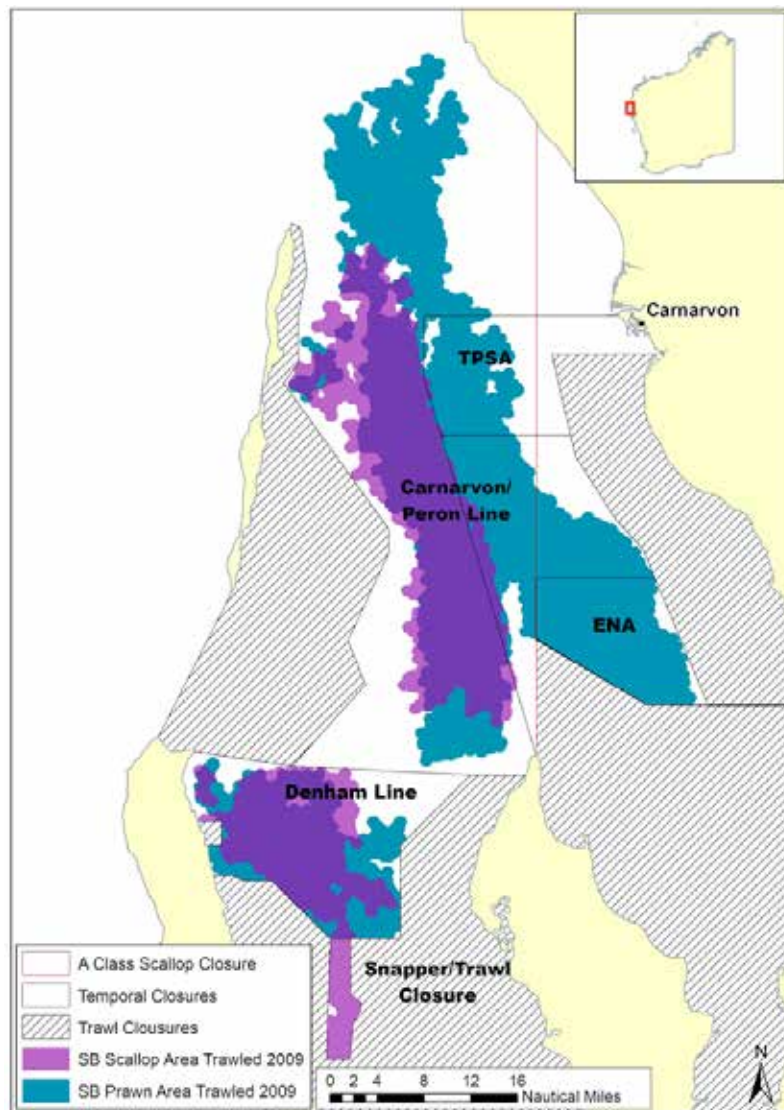 Carnarvon
TPSA
Carnarvon/
Peron Line
ENA
Denham Line
Snapper/Trawl
Closure
A Class Scallop Closure
Temporal Closures
Trawl Clousures
SB Scallop Area Trawled 2009
SB Prawn Area Trawled 2009
0 2 4 8 12 16
Nautical Miles
N